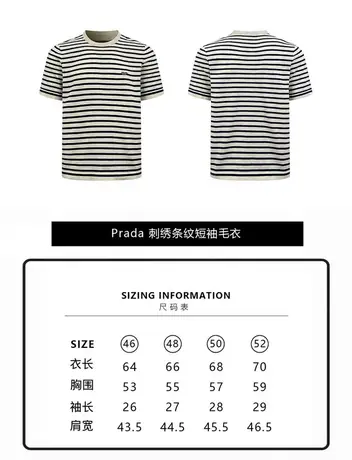 Prada 刺绣条纹短袖毛衣
SIZING INFORMATION
尺码表
SIZE 46 48 50 52
衣长 64 66 68 70
胸围 53 55 57 59
袖长 26 27 28 29
肩宽 43.5 44.5 45.5 46.5